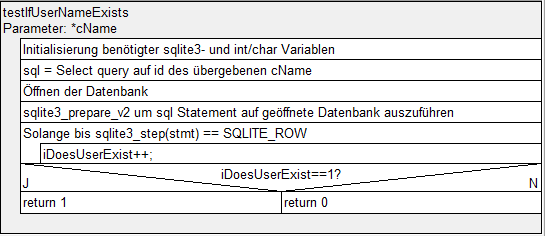 testIfUserNameExists
Parameter: *cName
Initialisierung benötigter sqlite3- und int/char Variablen
sql = Select query auf id des übergebenen cName
Öffnen der Datenbank
sqlite3_prepare_v2 um sql Statement auf geöffnete Datenbank auszuführen
Solange bis sqlite3_step(stmt) == SQLITE_ROW
iDoesUserExist++;
iDoesUserExist==1?
J N
return 1 return 0